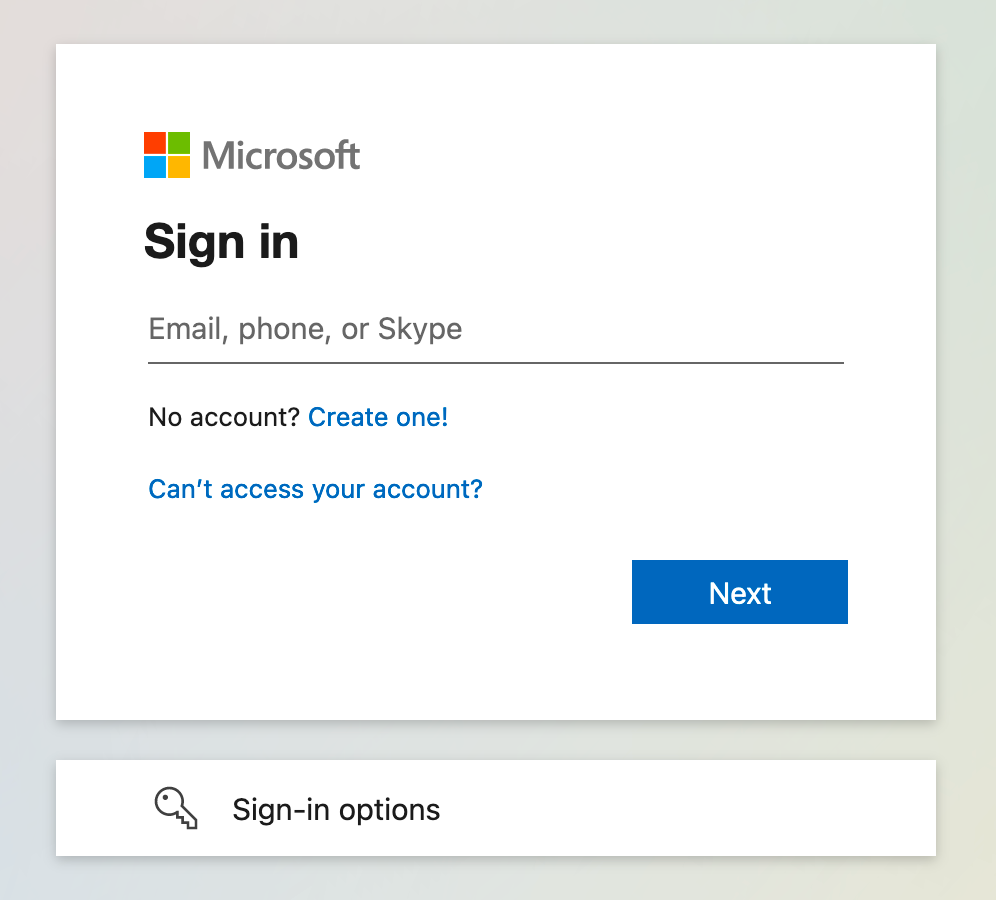 Microsoft
Sign in
Email, phone, or Skype
No account? Create one!
Can’t access your account?
Next
Sign-in options